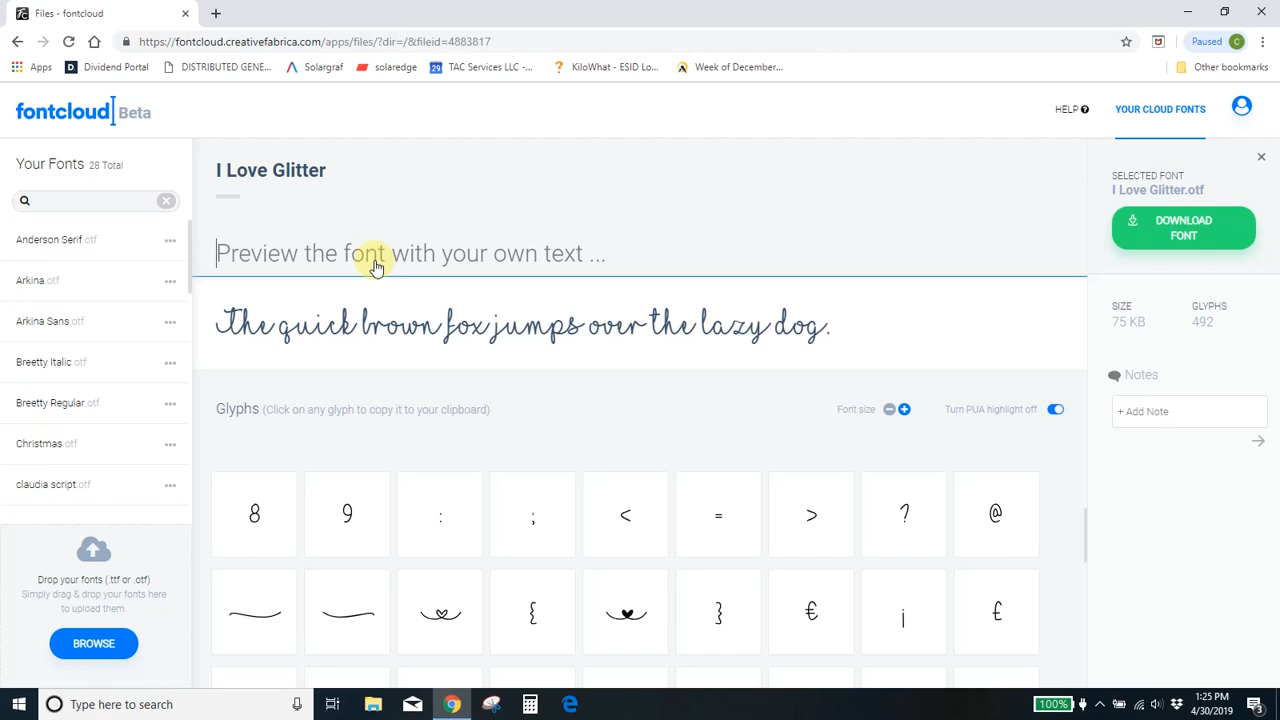 Files - fontcloud
https://fontcloud.creativefabrica.com/apps/files/?dir=/&fileid=4883817
Paused C
Apps
Dividend Portal
DISTRIBUTED GENE...
Solargraf
solaredge
29 TAC Services LLC -...
KiloWhat - ESID Lo...
Week of December...
Other bookmarks
fontcloud Beta
HELP
YOUR CLOUD FONTS
Your Fonts 28 Total
Anderson Serif.otf
Arkina.otf
Arkina Sans.otf
Breetty Italic.otf
Breetty Regular.otf
Christmas.otf
claudia script.otf
Drop your fonts (.ttf or .otf)
Simply drag & drop your fonts here
to upload them.
BROWSE
I Love Glitter
Preview the font with your own text ...
The quick brown fox jumps over the lazy dog.
Glyphs (Click on any glyph to copy it to your clipboard)
Font size
Turn PUA highlight off
8 9 : ; < = > ? @
{ } € ¡ £
SELECTED FONT
I Love Glitter.otf
DOWNLOAD
FONT
SIZE
75 KB
GLYPHS
492
Notes
+ Add Note
Type here to search
100%
1:25 PM
4/30/2019
3